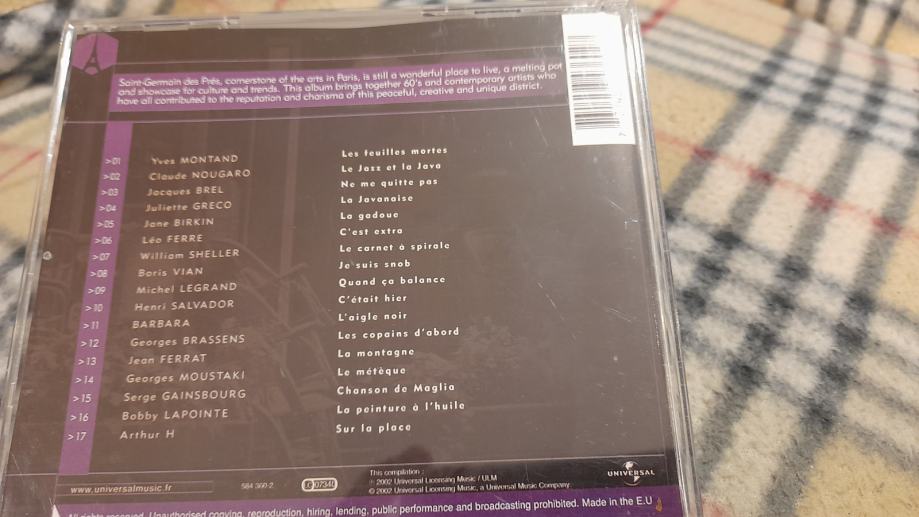 Saint-Germain des Prés, cornerstone of the arts in Paris, is still a wonderful place to live, a melting pot
and showcase for culture and trends. This album brings together 60's and contemporary artists who
have all contributed to the reputation and charisma of this peaceful, creative and unique district.
>01 Yves MONTAND Les feuilles mortes
>02 Claude NOUGARO Le Jazz et la Java
>03 Jacques BREL Ne me quitte pas
>04 Juliette GRECO La Javanaise
>05 Jane BIRKIN La gadoue
>06 Léo FERRE C'est extra
>07 William SHELLER Le carnet à spirale
>08 Boris VIAN Je suis snob
>09 Michel LEGRAND Quand ça balance
>10 Henri SALVADOR C'était hier
>11 BARBARA L'aigle noir
>12 Georges BRASSENS Les copains d'abord
>13 Jean FERRAT La montagne
>14 Georges MOUSTAKI Le métèque
>15 Serge GAINSBOURG Chanson de Maglia
>16 Bobby LAPOINTE La peinture à l'huile
>17 Arthur H Sur la place
www.universalmusic.fr 584 360-2 LC07340 This compilation :
℗ 2002 Universal Licensing Music / ULM
© 2002 Universal Licensing Music, a Universal Music Company.
UNIVERSAL
All rights reserved. Unauthorised copying, reproduction, hiring, lending, public performance and broadcasting prohibited. Made in the E.U